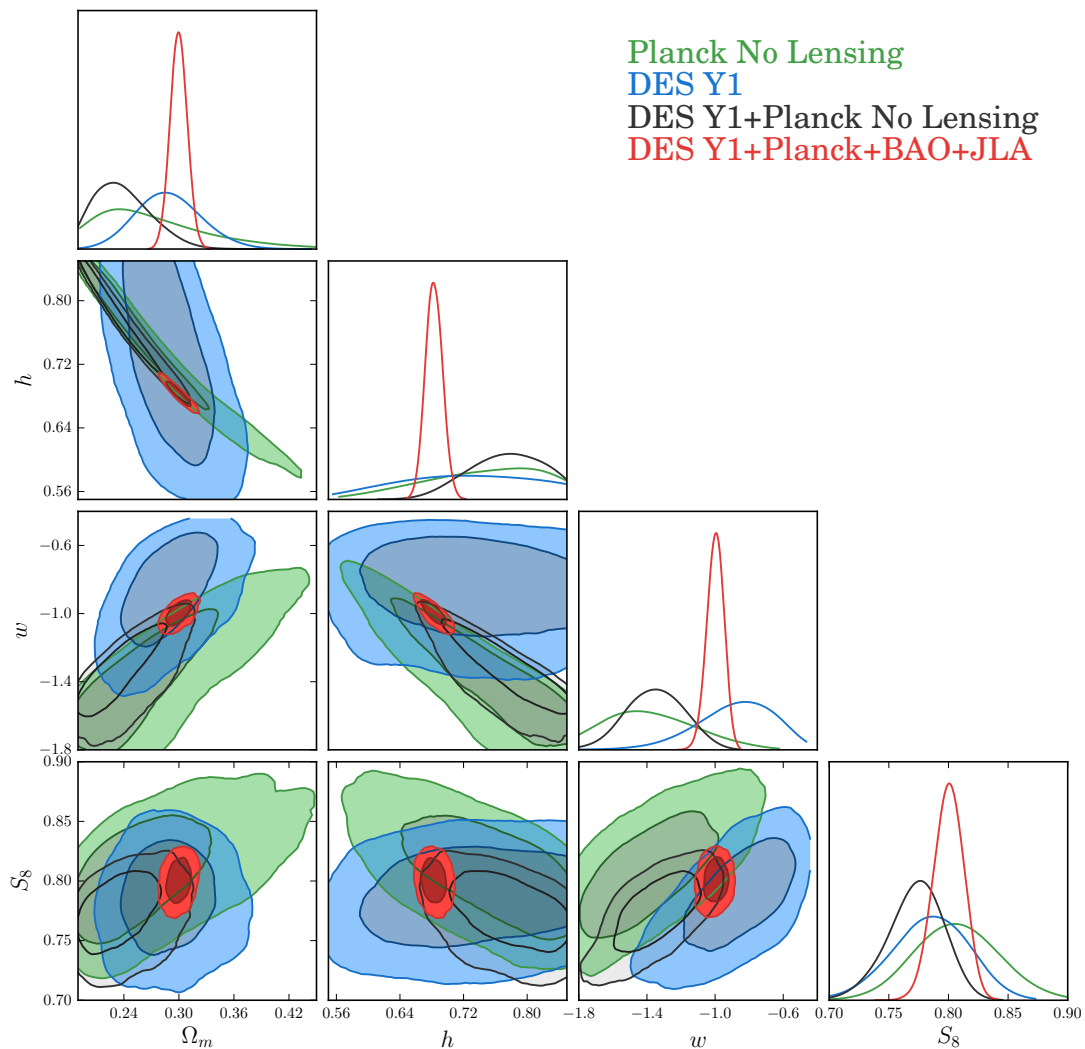 Planck No Lensing
DES Y1
DES Y1+Planck No Lensing
DES Y1+Planck+BAO+JLA
0.80
0.72
0.64
0.56
h
−0.6
−1.0
−1.4
−1.8
w
0.90
0.85
0.80
0.75
0.70
S₈
0.24 0.30 0.36 0.42
0.56 0.64 0.72 0.80
−1.8 −1.4 −1.0 −0.6
0.70 0.75 0.80 0.85 0.90
Ωₘ h w S₈